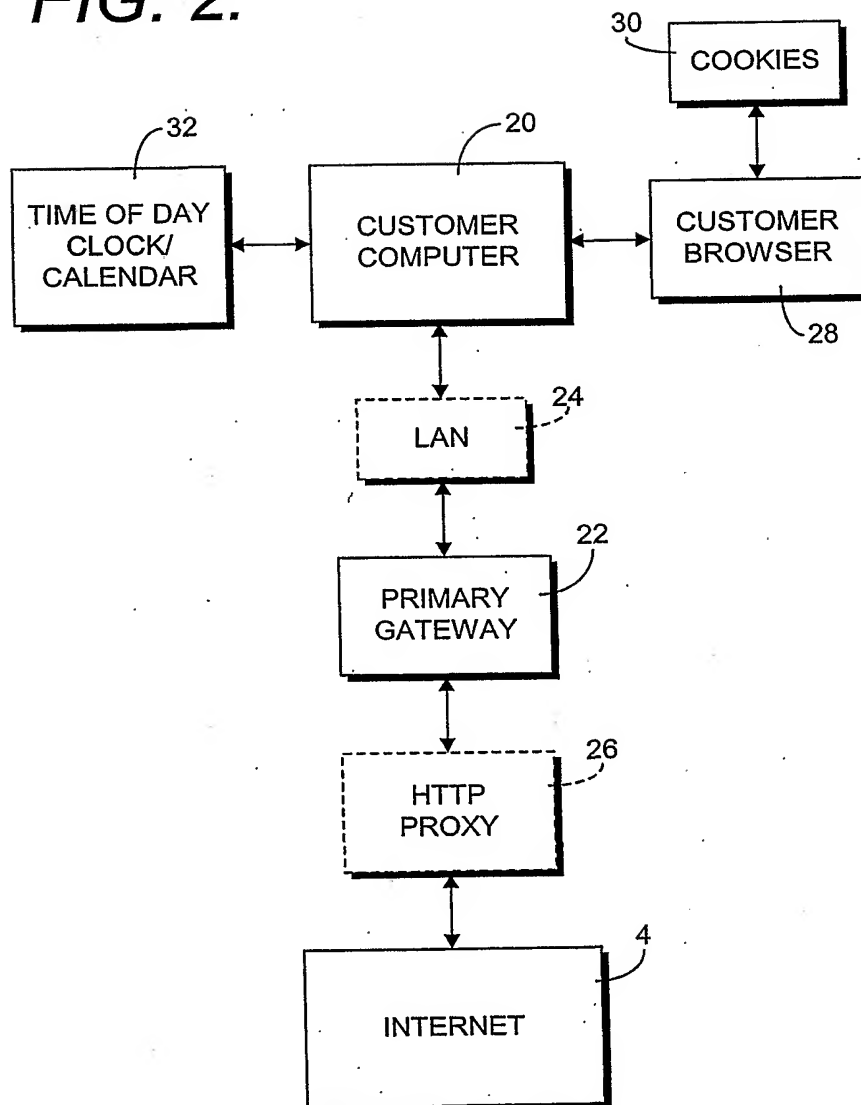 FIG. 2.
30
COOKIES
32
20
TIME OF DAY
CLOCK/
CALENDAR
CUSTOMER
COMPUTER
CUSTOMER
BROWSER
28
24
LAN
22
PRIMARY
GATEWAY
26
HTTP
PROXY
4
INTERNET